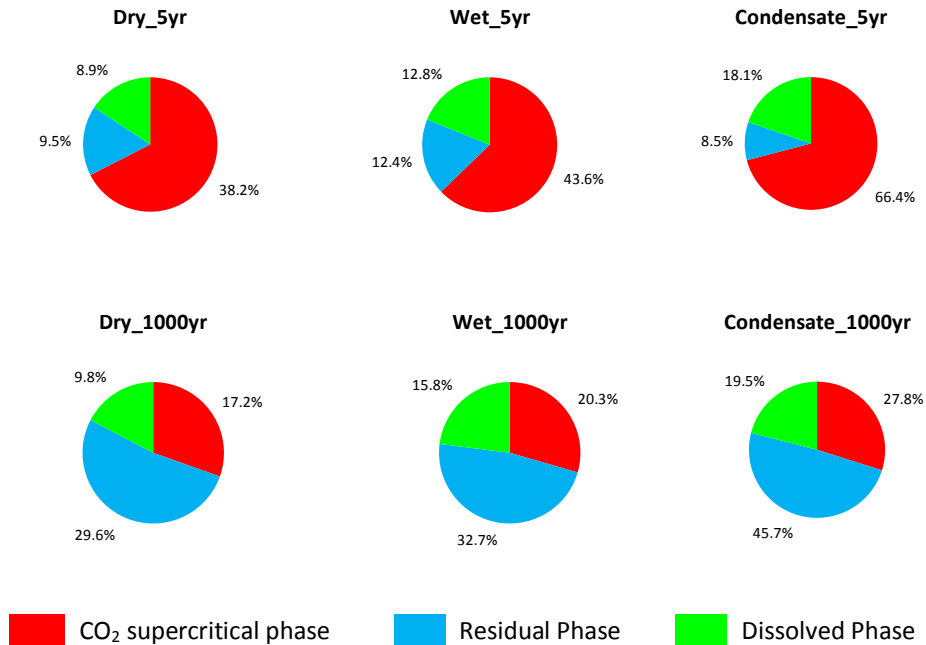 Dry_5yr
8.9%
9.5%
38.2%
Wet_5yr
12.8%
12.4%
43.6%
Condensate_5yr
18.1%
8.5%
66.4%
Dry_1000yr
9.8%
17.2%
29.6%
Wet_1000yr
15.8%
20.3%
32.7%
Condensate_1000yr
19.5%
27.8%
45.7%
CO₂ supercritical phase
Residual Phase
Dissolved Phase